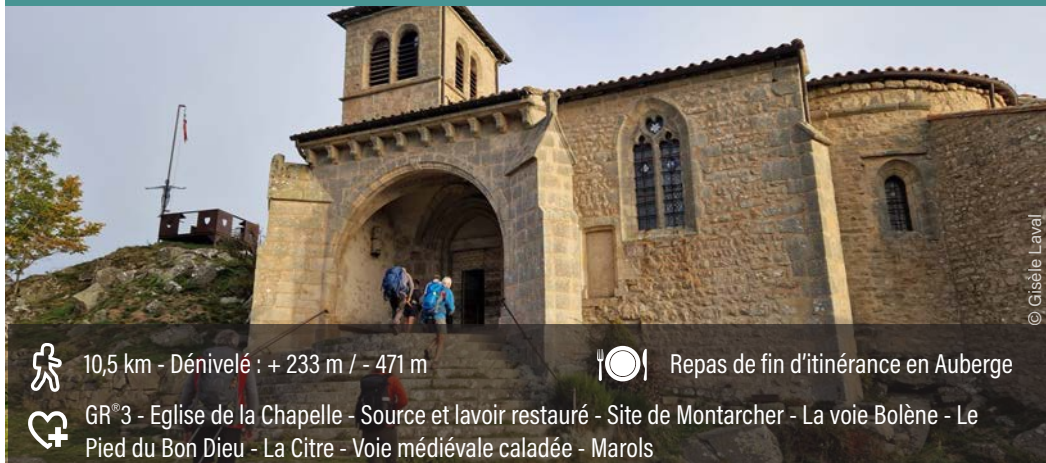 © Gisèle Laval
10,5 km - Dénivelé : + 233 m / - 471 m
Repas de fin d'itinérance en Auberge
GR®3 - Eglise de la Chapelle - Source et lavoir restauré - Site de Montarcher - La voie Bolène - Le
Pied du Bon Dieu - La Citre - Voie médiévale caladée - Marols